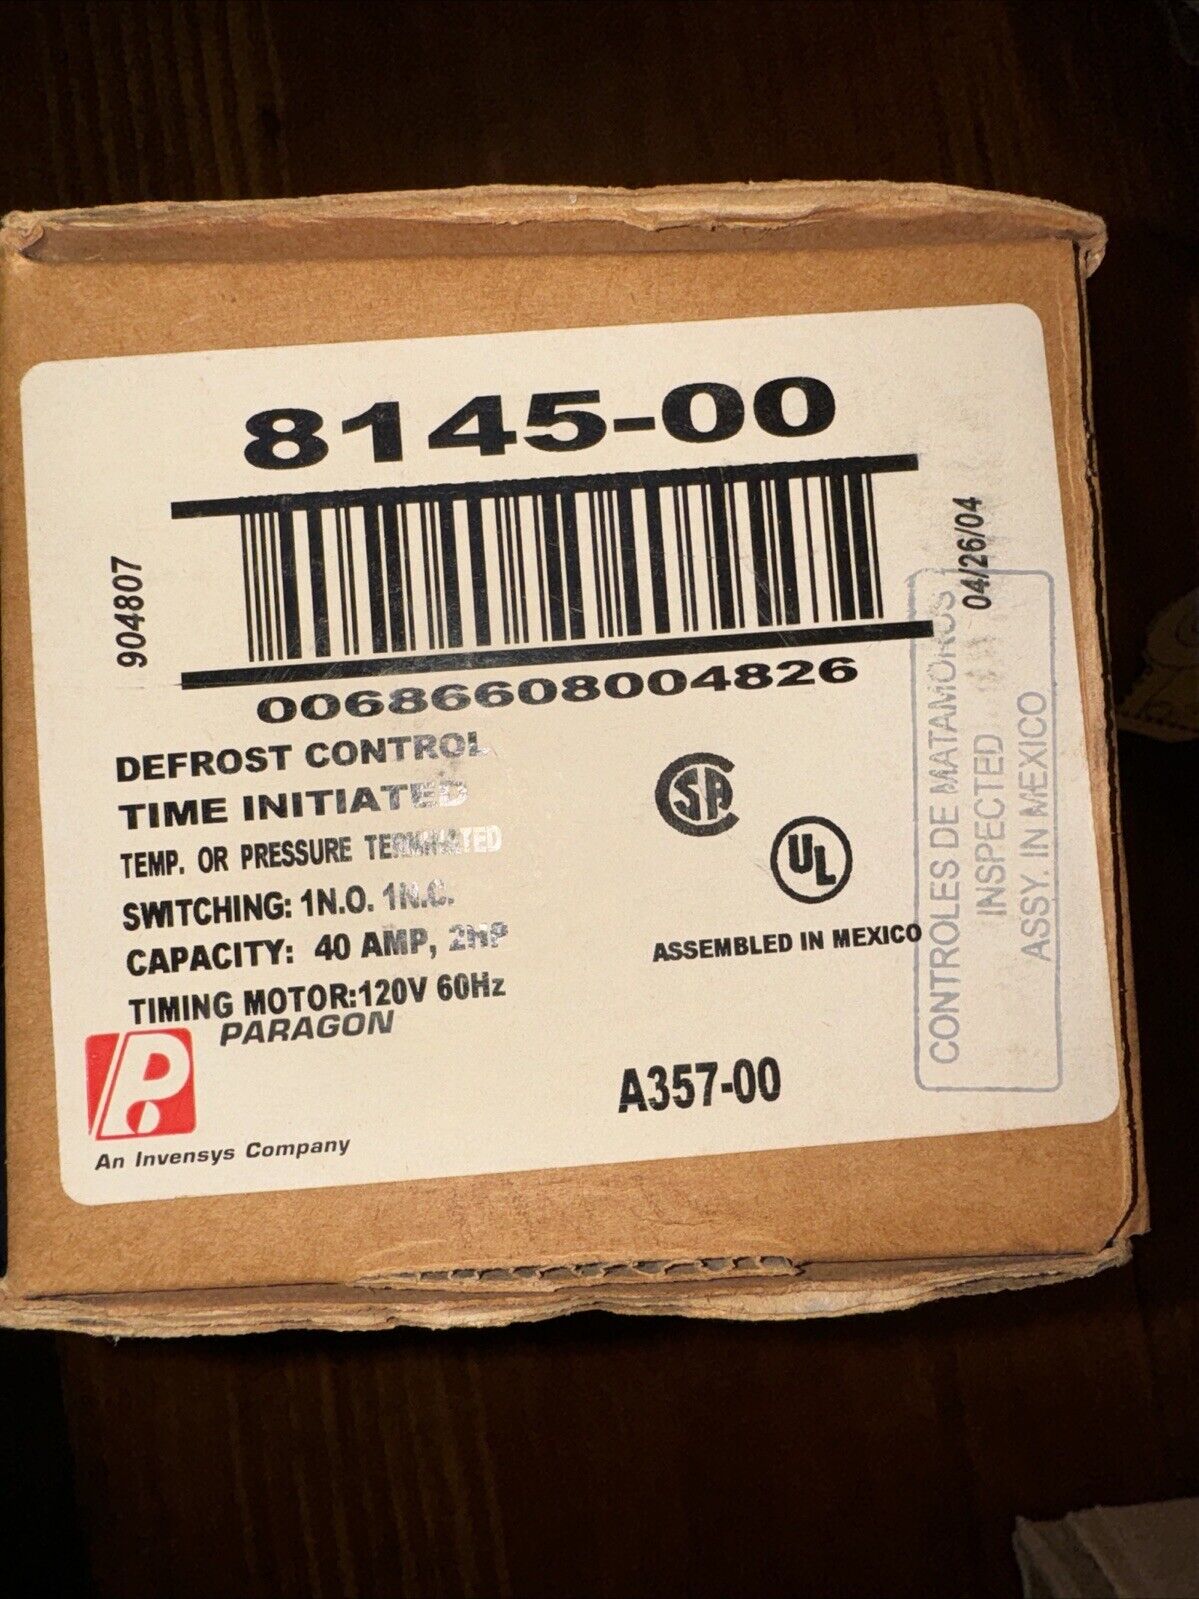 8145-00
904807
04/26/04
00686608004826
DEFROST CONTROL
TIME INITIATED
TEMP. OR PRESSURE TERMINATED
SWITCHING: 1N.O. 1N.C.
CAPACITY: 40 AMP, 2HP
TIMING MOTOR:120V 60Hz
PARAGON
P
An Invensys Company
SA
UL
ASSEMBLED IN MEXICO
A357-00
CONTROLES DE MATAMOROS
INSPECTED
ASSY. IN MEXICO